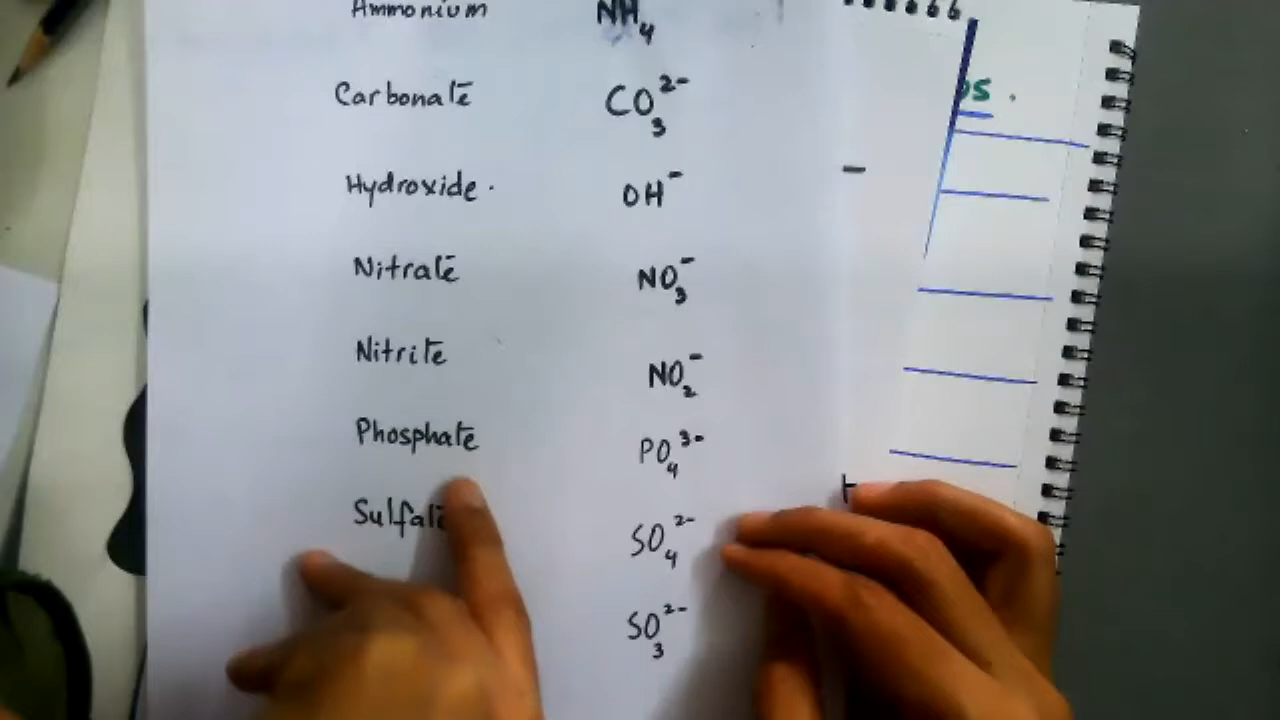 Ammonium NH4
Carbonate CO3 2-
Hydroxide. OH-
Nitrate NO3-
Nitrite NO2-
Phosphate PO4 3-
SO4 2-
SO3 2-